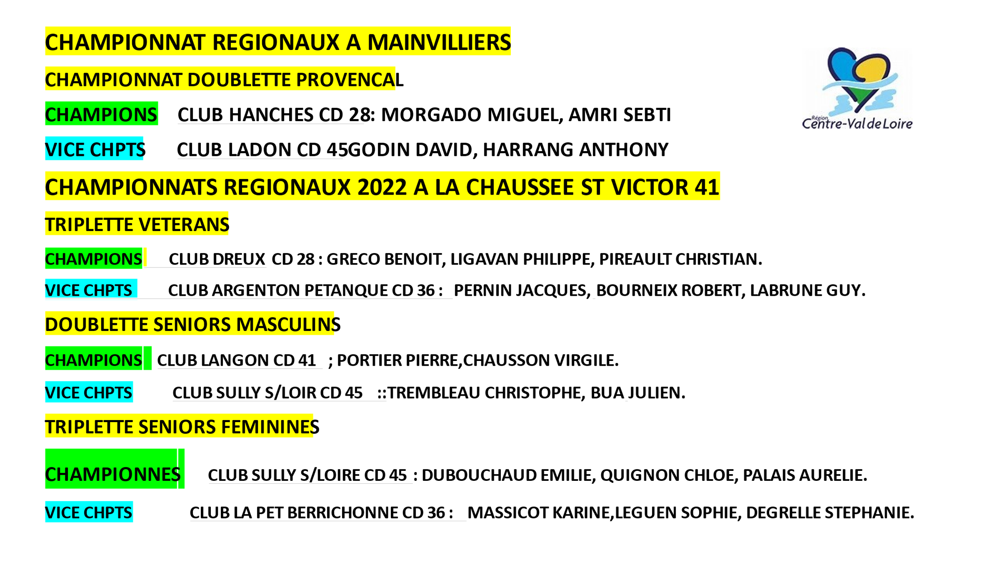 CHAMPIONNAT REGIONAUX A MAINVILLIERS
CHAMPIONNAT DOUBLETTE PROVENCAL
CHAMPIONS CLUB HANCHES CD 28: MORGADO MIGUEL, AMRI SEBTI
VICE CHPTS CLUB LADON CD 45GODIN DAVID, HARRANG ANTHONY
Région
Centre-Val de Loire
CHAMPIONNATS REGIONAUX 2022 A LA CHAUSSEE ST VICTOR 41
TRIPLETTE VETERANS
CHAMPIONS CLUB DREUX CD 28 : GRECO BENOIT, LIGAVAN PHILIPPE, PIREAULT CHRISTIAN.
VICE CHPTS CLUB ARGENTON PETANQUE CD 36 : PERNIN JACQUES, BOURNEIX ROBERT, LABRUNE GUY.
DOUBLETTE SENIORS MASCULINS
CHAMPIONS CLUB LANGON CD 41 ; PORTIER PIERRE,CHAUSSON VIRGILE.
VICE CHPTS CLUB SULLY S/LOIR CD 45 ::TREMBLEAU CHRISTOPHE, BUA JULIEN.
TRIPLETTE SENIORS FEMININES
CHAMPIONNES CLUB SULLY S/LOIRE CD 45 : DUBOUCHAUD EMILIE, QUIGNON CHLOE, PALAIS AURELIE.
VICE CHPTS CLUB LA PET BERRICHONNE CD 36 : MASSICOT KARINE,LEGUEN SOPHIE, DEGRELLE STEPHANIE.